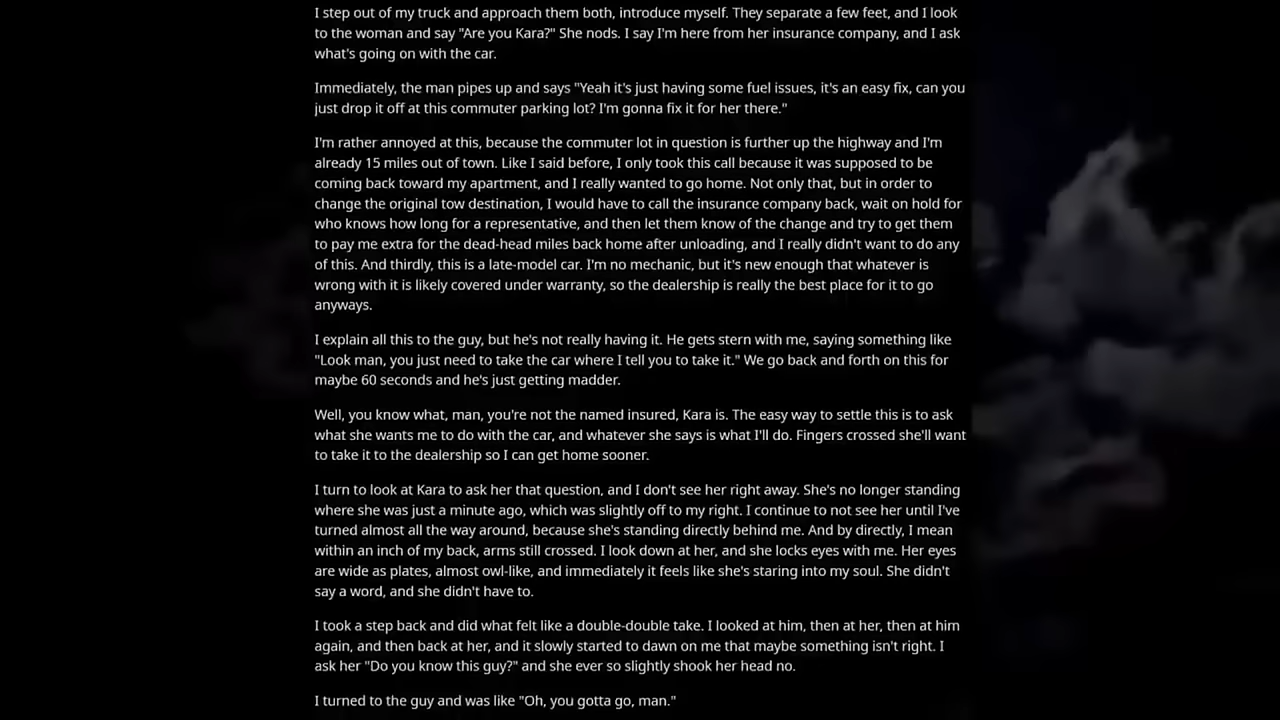 I step out of my truck and approach them both, introduce myself. They separate a few feet, and I look
to the woman and say "Are you Kara?" She nods. I say I'm here from her insurance company, and I ask
what's going on with the car.
Immediately, the man pipes up and says "Yeah it's just having some fuel issues, it's an easy fix, can you
just drop it off at this commuter parking lot? I'm gonna fix it for her there."
I'm rather annoyed at this, because the commuter lot in question is further up the highway and I'm
already 15 miles out of town. Like I said before, I only took this call because it was supposed to be
coming back toward my apartment, and I really wanted to go home. Not only that, but in order to
change the original tow destination, I would have to call the insurance company back, wait on hold for
who knows how long for a representative, and then let them know of the change and try to get them
to pay me extra for the dead-head miles back home after unloading, and I really didn't want to do any
of this. And thirdly, this is a late-model car. I'm no mechanic, but it's new enough that whatever is
wrong with it is likely covered under warranty, so the dealership is really the best place for it to go
anyways.
I explain all this to the guy, but he's not really having it. He gets stern with me, saying something like
"Look man, you just need to take the car where I tell you to take it." We go back and forth on this for
maybe 60 seconds and he's just getting madder.
Well, you know what, man, you're not the named insured, Kara is. The easy way to settle this is to ask
what she wants me to do with the car, and whatever she says is what I'll do. Fingers crossed she'll want
to take it to the dealership so I can get home sooner.
I turn to look at Kara to ask her that question, and I don't see her right away. She's no longer standing
where she was just a minute ago, which was slightly off to my right. I continue to not see her until I've
turned almost all the way around, because she's standing directly behind me. And by directly, I mean
within an inch of my back, arms still crossed. I look down at her, and she locks eyes with me. Her eyes
are wide as plates, almost owl-like, and immediately it feels like she's staring into my soul. She didn't
say a word, and she didn't have to.
I took a step back and did what felt like a double-double take. I looked at him, then at her, then at him
again, and then back at her, and it slowly started to dawn on me that maybe something isn't right. I
ask her "Do you know this guy?" and she ever so slightly shook her head no.
I turned to the guy and was like "Oh, you gotta go, man."